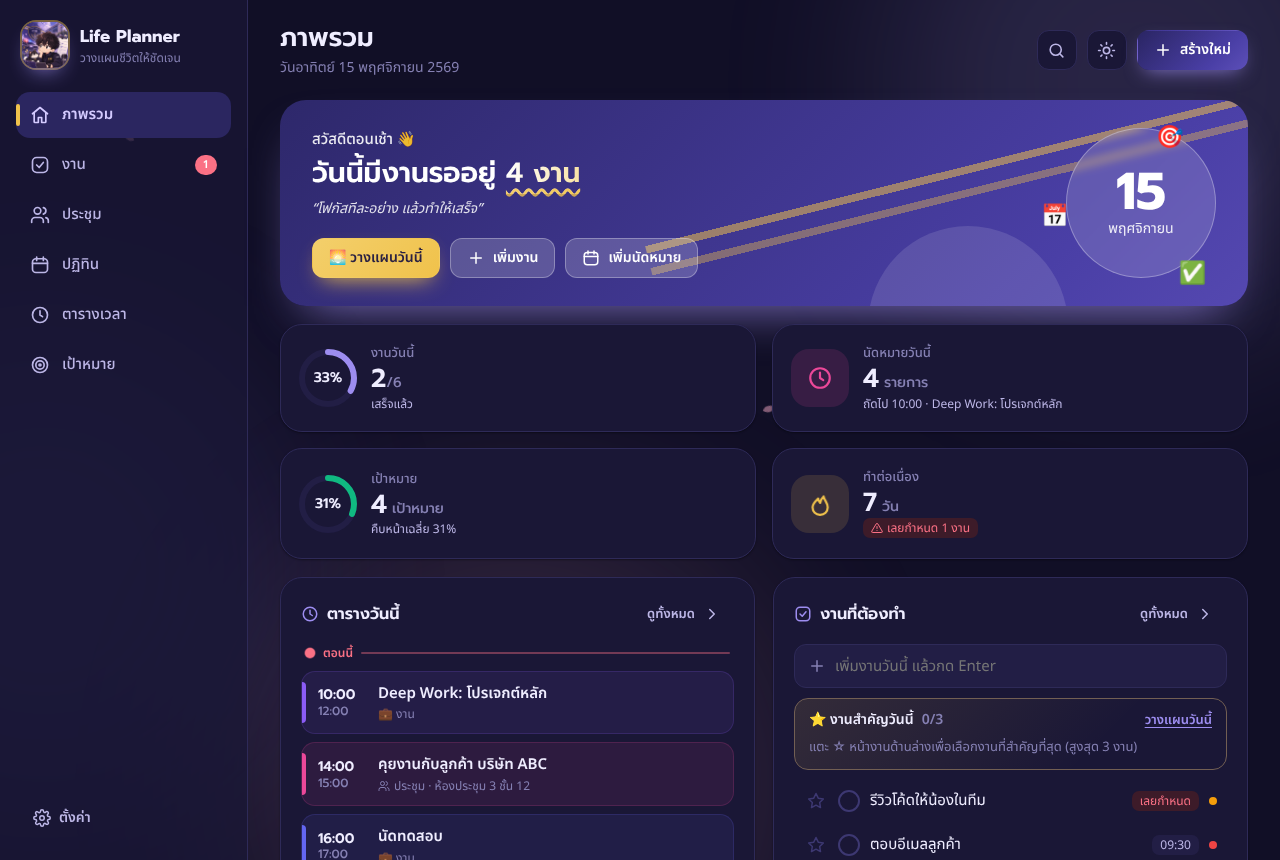 Life Planner
วางแผนชีวิตให้ชัดเจน
ภาพรวม
งาน
1
ประชุม
ปฏิทิน
ตารางเวลา
เป้าหมาย
ตั้งค่า
ภาพรวม
วันอาทิตย์ 15 พฤศจิกายน 2569
สร้างใหม่
สวัสดีตอนเช้า 👋
วันนี้มีงานรออยู่ 4 งาน
“โฟกัสทีละอย่าง แล้วทำให้เสร็จ”
🌅 วางแผนวันนี้
เพิ่มงาน
เพิ่มนัดหมาย
July
17
15
พฤศจิกายน
33%
งานวันนี้
2/6
เสร็จแล้ว
นัดหมายวันนี้
4 รายการ
ถัดไป 10:00 · Deep Work: โปรเจกต์หลัก
31%
เป้าหมาย
4 เป้าหมาย
คืบหน้าเฉลี่ย 31%
ทำต่อเนื่อง
7 วัน
เลยกำหนด 1 งาน
ตารางวันนี้
ดูทั้งหมด
ตอนนี้
10:00
12:00
Deep Work: โปรเจกต์หลัก
💼 งาน
14:00
15:00
คุยงานกับลูกค้า บริษัท ABC
ประชุม · ห้องประชุม 3 ชั้น 12
16:00
17:00
นัดทดสอบ
💼 งาน
งานที่ต้องทำ
ดูทั้งหมด
เพิ่มงานวันนี้ แล้วกด Enter
⭐ งานสำคัญวันนี้ 0/3
วางแผนวันนี้
แตะ ☆ หน้างานด้านล่างเพื่อเลือกงานที่สำคัญที่สุด (สูงสุด 3 งาน)
รีวิวโค้ดให้น้องในทีม
เลยกำหนด
ตอบอีเมลลูกค้า
09:30